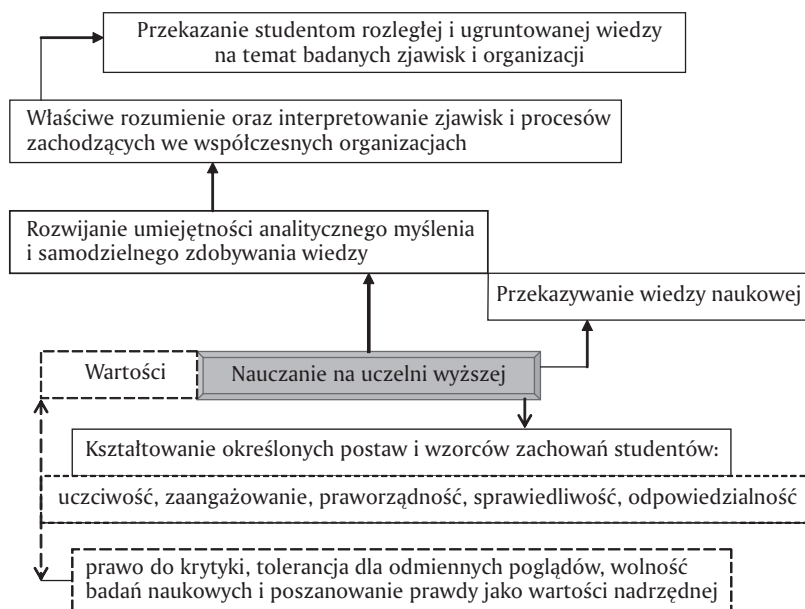 Przekazanie studentom rozległej i ugruntowanej wiedzy
na temat badanych zjawisk i organizacji
Właściwe rozumienie oraz interpretowanie zjawisk i procesów
zachodzących we współczesnych organizacjach
Rozwijanie umiejętności analitycznego myślenia
i samodzielnego zdobywania wiedzy
Przekazywanie wiedzy naukowej
Wartości
Nauczanie na uczelni wyższej
Kształtowanie określonych postaw i wzorców zachowań studentów:
uczciwość, zaangażowanie, praworządność, sprawiedliwość, odpowiedzialność
prawo do krytyki, tolerancja dla odmiennych poglądów, wolność
badań naukowych i poszanowanie prawdy jako wartości nadrzędnej